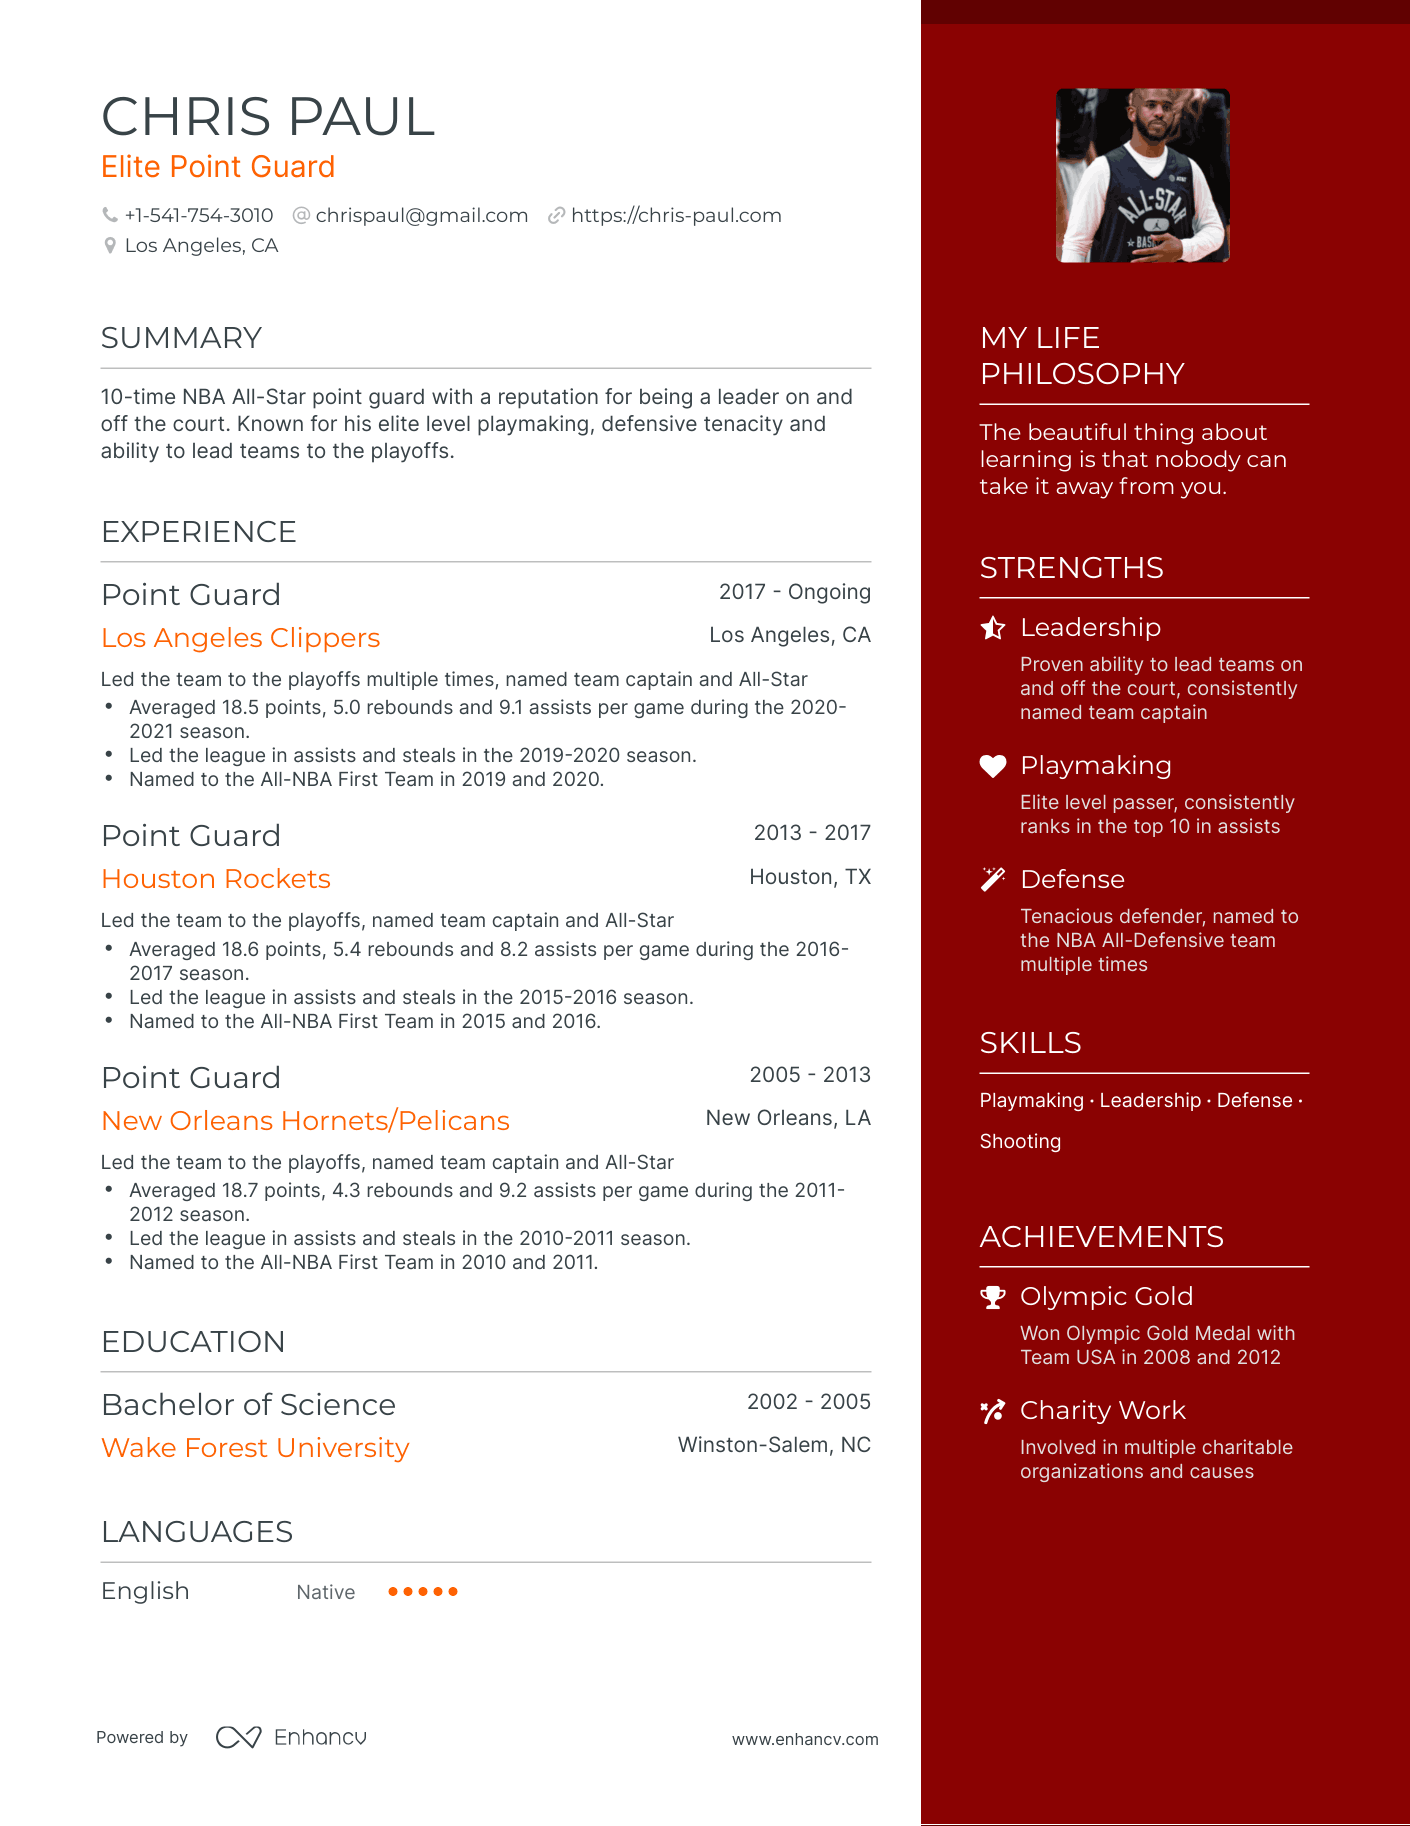 CHRIS PAUL
Elite Point Guard
+1-541-754-3010 @ chrispaul@gmail.com https://chris-paul.com
Los Angeles, CA
SUMMARY
10-time NBA All-Star point guard with a reputation for being a leader on and
off the court. Known for his elite level playmaking, defensive tenacity and
ability to lead teams to the playoffs.
EXPERIENCE
Point Guard 2017 - Ongoing
Los Angeles Clippers Los Angeles, CA
Led the team to the playoffs multiple times, named team captain and All-Star
• Averaged 18.5 points, 5.0 rebounds and 9.1 assists per game during the 2020-
2021 season.
• Led the league in assists and steals in the 2019-2020 season.
• Named to the All-NBA First Team in 2019 and 2020.
Point Guard 2013 - 2017
Houston Rockets Houston, TX
Led the team to the playoffs, named team captain and All-Star
• Averaged 18.6 points, 5.4 rebounds and 8.2 assists per game during the 2016-
2017 season.
• Led the league in assists and steals in the 2015-2016 season.
• Named to the All-NBA First Team in 2015 and 2016.
Point Guard 2005 - 2013
New Orleans Hornets/Pelicans New Orleans, LA
Led the team to the playoffs, named team captain and All-Star
• Averaged 18.7 points, 4.3 rebounds and 9.2 assists per game during the 2011-
2012 season.
• Led the league in assists and steals in the 2010-2011 season.
• Named to the All-NBA First Team in 2010 and 2011.
EDUCATION
Bachelor of Science 2002 - 2005
Wake Forest University Winston-Salem, NC
LANGUAGES
English Native
Powered by Enhancv www.enhancv.com
ALL-STAR
MY LIFE
PHILOSOPHY
The beautiful thing about
learning is that nobody can
take it away from you.
STRENGTHS
Leadership
Proven ability to lead teams on
and off the court, consistently
named team captain
Playmaking
Elite level passer, consistently
ranks in the top 10 in assists
Defense
Tenacious defender, named to
the NBA All-Defensive team
multiple times
SKILLS
Playmaking · Leadership · Defense ·
Shooting
ACHIEVEMENTS
Olympic Gold
Won Olympic Gold Medal with
Team USA in 2008 and 2012
Charity Work
Involved in multiple charitable
organizations and causes